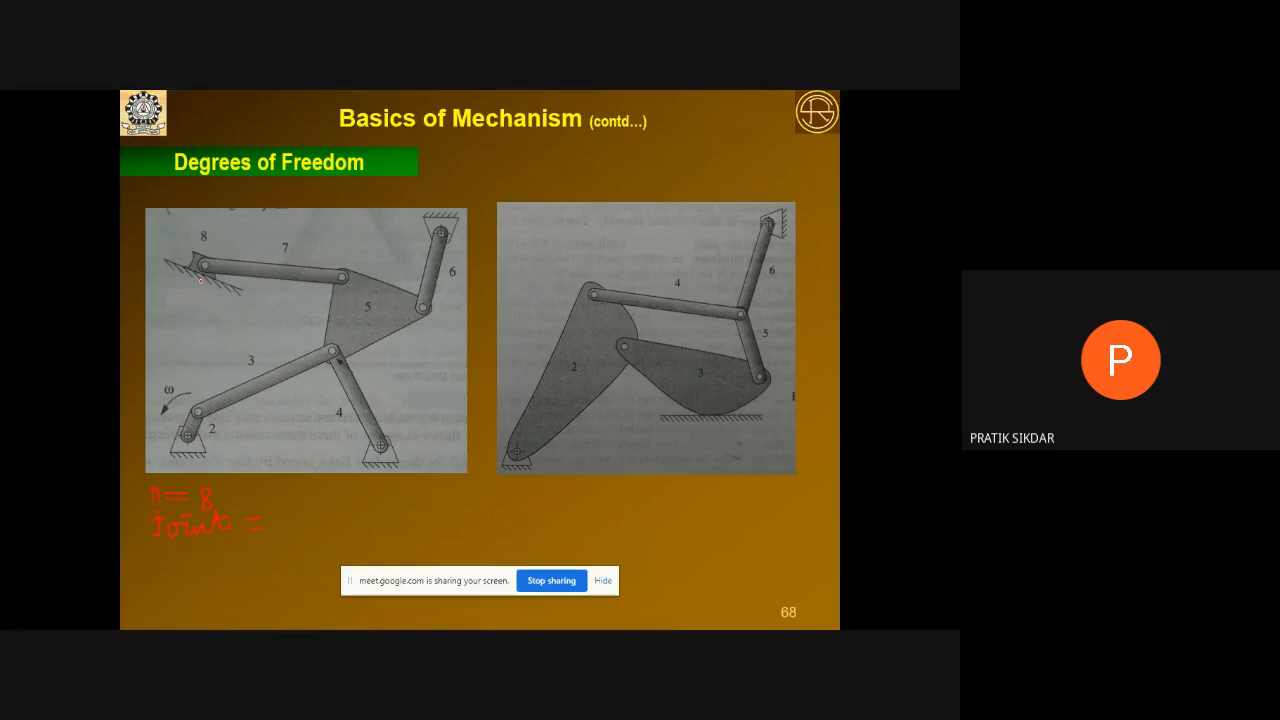 Basics of Mechanism (contd...)
Degrees of Freedom
8
7
6
5
3
ω
4
2
4
6
5
2
3
n = 8
joint =
meet.google.com is sharing your screen.
Stop sharing
Hide
68
P
PRATIK SIKDAR